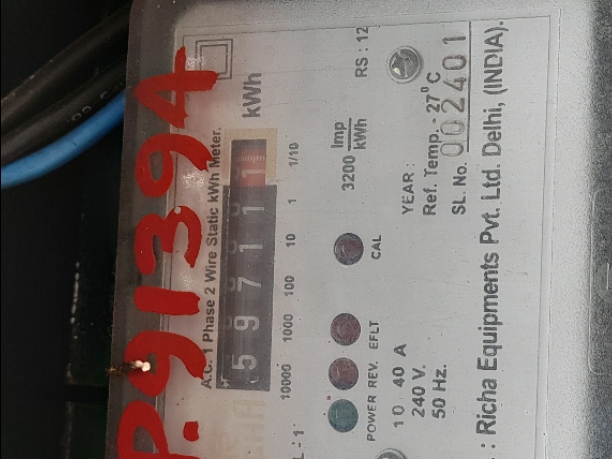 P.91394
A.C. 1 Phase 2 Wire Static kWh Meter.
5 9 7 1 1 1 kWh
10000 1000 100 10 1 1/10
3200 Imp/kWh RS : 12
POWER REV. EFLT CAL
10 40 A
240 V.
50 Hz.
YEAR :
Ref. Temp. - 27°C
SL. No. 002401
: Richa Equipments Pvt. Ltd. Delhi, (INDIA).